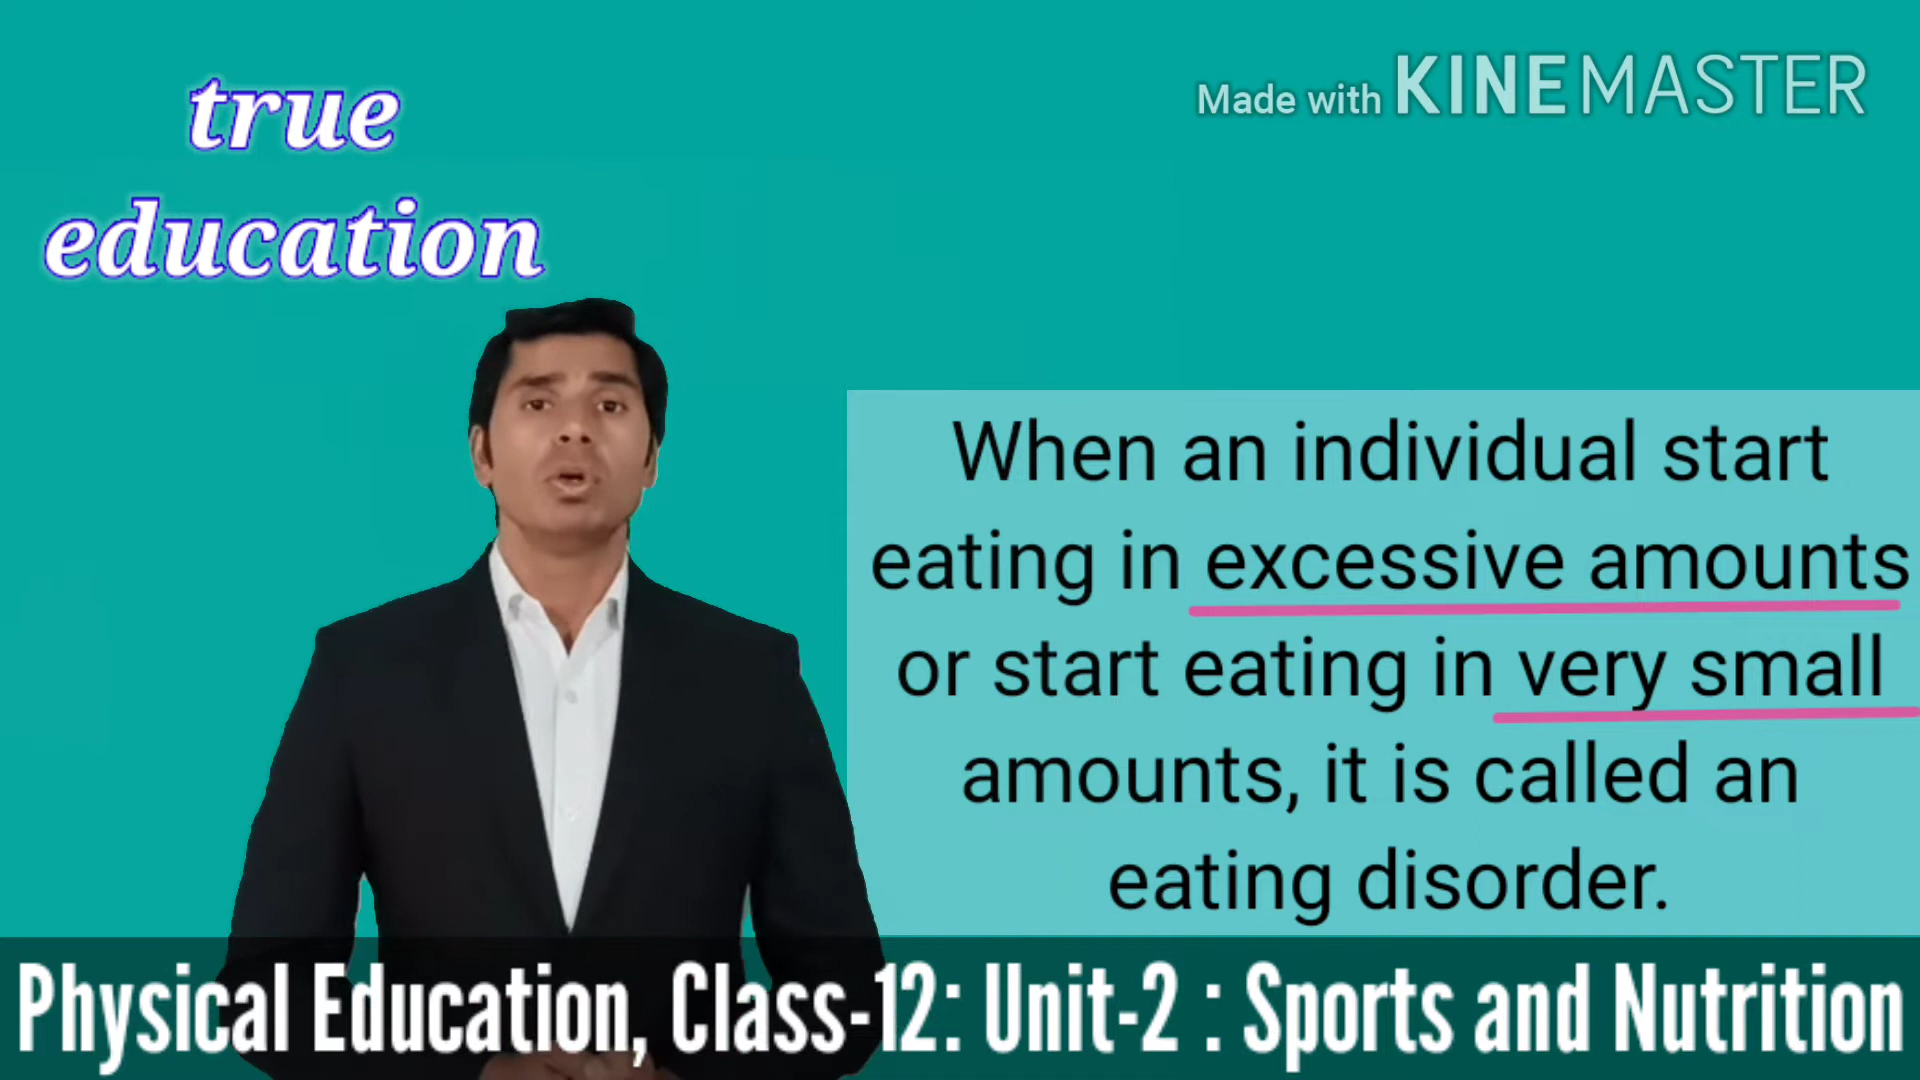 true
education
Made with KINEMASTER
When an individual start
eating in excessive amounts
or start eating in very small
amounts, it is called an
eating disorder.
Physical Education, Class-12: Unit-2 : Sports and Nutrition